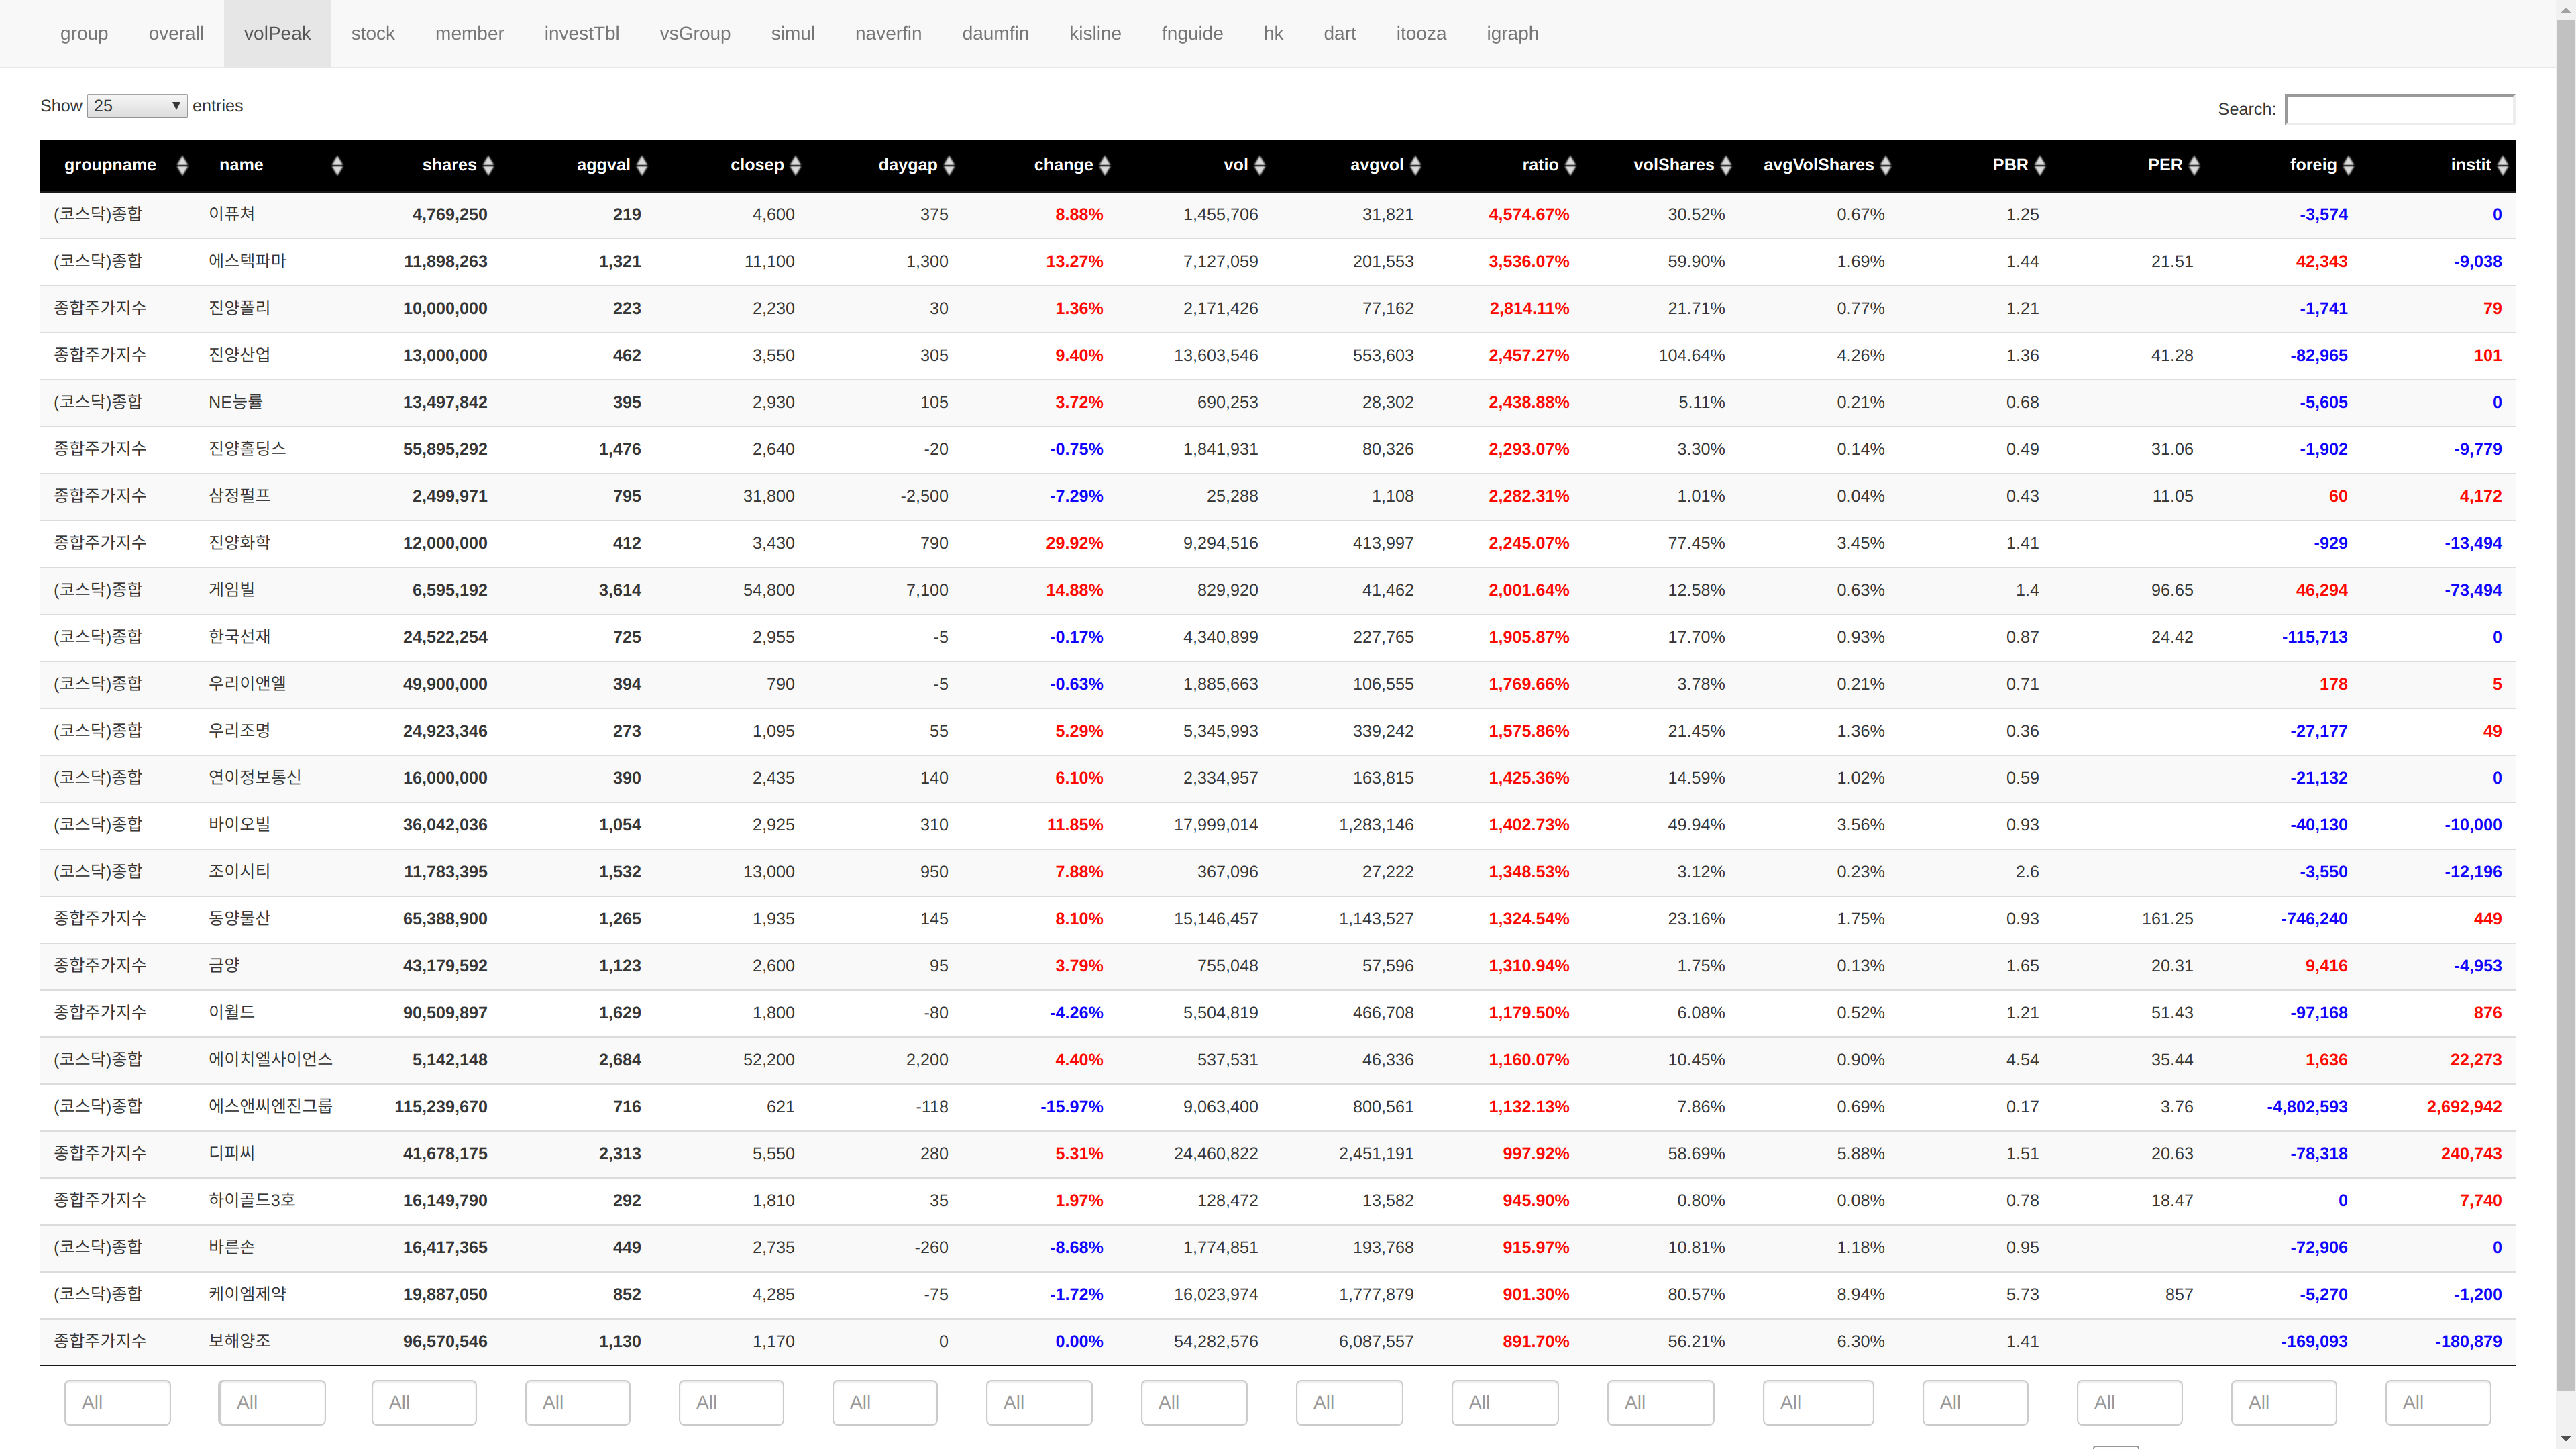 group overall volPeak stock member investTbl vsGroup simul naverfin daumfin kisline fnguide hk dart itooza igraph
Show 25 entries Search:
groupname name shares aggval closep daygap change vol avgvol ratio volShares avgVolShares PBR PER foreig instit
(코스닥)종합 이퓨쳐 4,769,250 219 4,600 375 8.88% 1,455,706 31,821 4,574.67% 30.52% 0.67% 1.25 -3,574 0
(코스닥)종합 에스텍파마 11,898,263 1,321 11,100 1,300 13.27% 7,127,059 201,553 3,536.07% 59.90% 1.69% 1.44 21.51 42,343 -9,038
종합주가지수 진양폴리 10,000,000 223 2,230 30 1.36% 2,171,426 77,162 2,814.11% 21.71% 0.77% 1.21 -1,741 79
종합주가지수 진양산업 13,000,000 462 3,550 305 9.40% 13,603,546 553,603 2,457.27% 104.64% 4.26% 1.36 41.28 -82,965 101
(코스닥)종합 NE능률 13,497,842 395 2,930 105 3.72% 690,253 28,302 2,438.88% 5.11% 0.21% 0.68 -5,605 0
종합주가지수 진양홀딩스 55,895,292 1,476 2,640 -20 -0.75% 1,841,931 80,326 2,293.07% 3.30% 0.14% 0.49 31.06 -1,902 -9,779
종합주가지수 삼정펄프 2,499,971 795 31,800 -2,500 -7.29% 25,288 1,108 2,282.31% 1.01% 0.04% 0.43 11.05 60 4,172
종합주가지수 진양화학 12,000,000 412 3,430 790 29.92% 9,294,516 413,997 2,245.07% 77.45% 3.45% 1.41 -929 -13,494
(코스닥)종합 게임빌 6,595,192 3,614 54,800 7,100 14.88% 829,920 41,462 2,001.64% 12.58% 0.63% 1.4 96.65 46,294 -73,494
(코스닥)종합 한국선재 24,522,254 725 2,955 -5 -0.17% 4,340,899 227,765 1,905.87% 17.70% 0.93% 0.87 24.42 -115,713 0
(코스닥)종합 우리이앤엘 49,900,000 394 790 -5 -0.63% 1,885,663 106,555 1,769.66% 3.78% 0.21% 0.71 178 5
(코스닥)종합 우리조명 24,923,346 273 1,095 55 5.29% 5,345,993 339,242 1,575.86% 21.45% 1.36% 0.36 -27,177 49
(코스닥)종합 연이정보통신 16,000,000 390 2,435 140 6.10% 2,334,957 163,815 1,425.36% 14.59% 1.02% 0.59 -21,132 0
(코스닥)종합 바이오빌 36,042,036 1,054 2,925 310 11.85% 17,999,014 1,283,146 1,402.73% 49.94% 3.56% 0.93 -40,130 -10,000
(코스닥)종합 조이시티 11,783,395 1,532 13,000 950 7.88% 367,096 27,222 1,348.53% 3.12% 0.23% 2.6 -3,550 -12,196
종합주가지수 동양물산 65,388,900 1,265 1,935 145 8.10% 15,146,457 1,143,527 1,324.54% 23.16% 1.75% 0.93 161.25 -746,240 449
종합주가지수 금양 43,179,592 1,123 2,600 95 3.79% 755,048 57,596 1,310.94% 1.75% 0.13% 1.65 20.31 9,416 -4,953
종합주가지수 이월드 90,509,897 1,629 1,800 -80 -4.26% 5,504,819 466,708 1,179.50% 6.08% 0.52% 1.21 51.43 -97,168 876
(코스닥)종합 에이치엘사이언스 5,142,148 2,684 52,200 2,200 4.40% 537,531 46,336 1,160.07% 10.45% 0.90% 4.54 35.44 1,636 22,273
(코스닥)종합 에스앤씨엔진그룹 115,239,670 716 621 -118 -15.97% 9,063,400 800,561 1,132.13% 7.86% 0.69% 0.17 3.76 -4,802,593 2,692,942
종합주가지수 디피씨 41,678,175 2,313 5,550 280 5.31% 24,460,822 2,451,191 997.92% 58.69% 5.88% 1.51 20.63 -78,318 240,743
종합주가지수 하이골드3호 16,149,790 292 1,810 35 1.97% 128,472 13,582 945.90% 0.80% 0.08% 0.78 18.47 0 7,740
(코스닥)종합 바른손 16,417,365 449 2,735 -260 -8.68% 1,774,851 193,768 915.97% 10.81% 1.18% 0.95 -72,906 0
(코스닥)종합 케이엠제약 19,887,050 852 4,285 -75 -1.72% 16,023,974 1,777,879 901.30% 80.57% 8.94% 5.73 857 -5,270 -1,200
종합주가지수 보해양조 96,570,546 1,130 1,170 0 0.00% 54,282,576 6,087,557 891.70% 56.21% 6.30% 1.41 -169,093 -180,879
All All All All All All All All All All All All All All All All